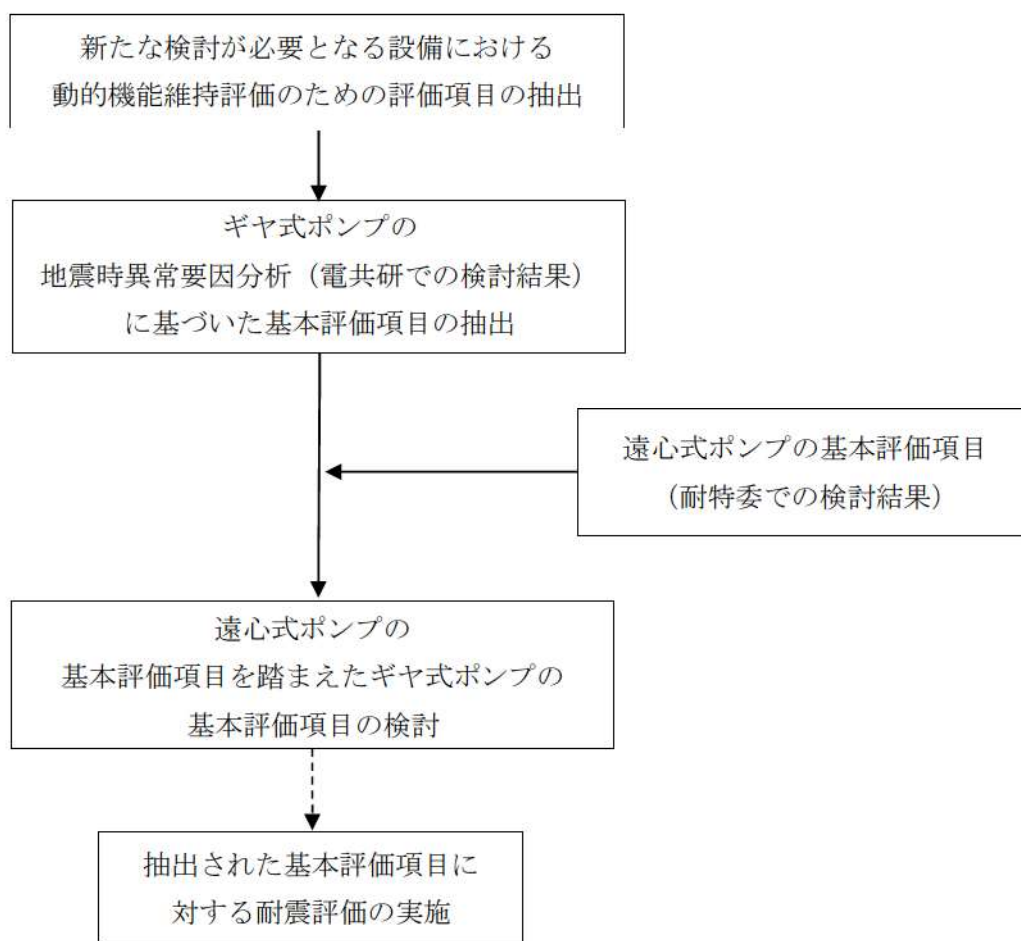 新たな検討が必要となる設備における
動的機能維持評価のための評価項目の抽出
ギヤ式ポンプの
地震時異常要因分析（電共研での検討結果）
に基づいた基本評価項目の抽出
遠心式ポンプの基本評価項目
（耐特委での検討結果）
遠心式ポンプの
基本評価項目を踏まえたギヤ式ポンプの
基本評価項目の検討
抽出された基本評価項目に
対する耐震評価の実施